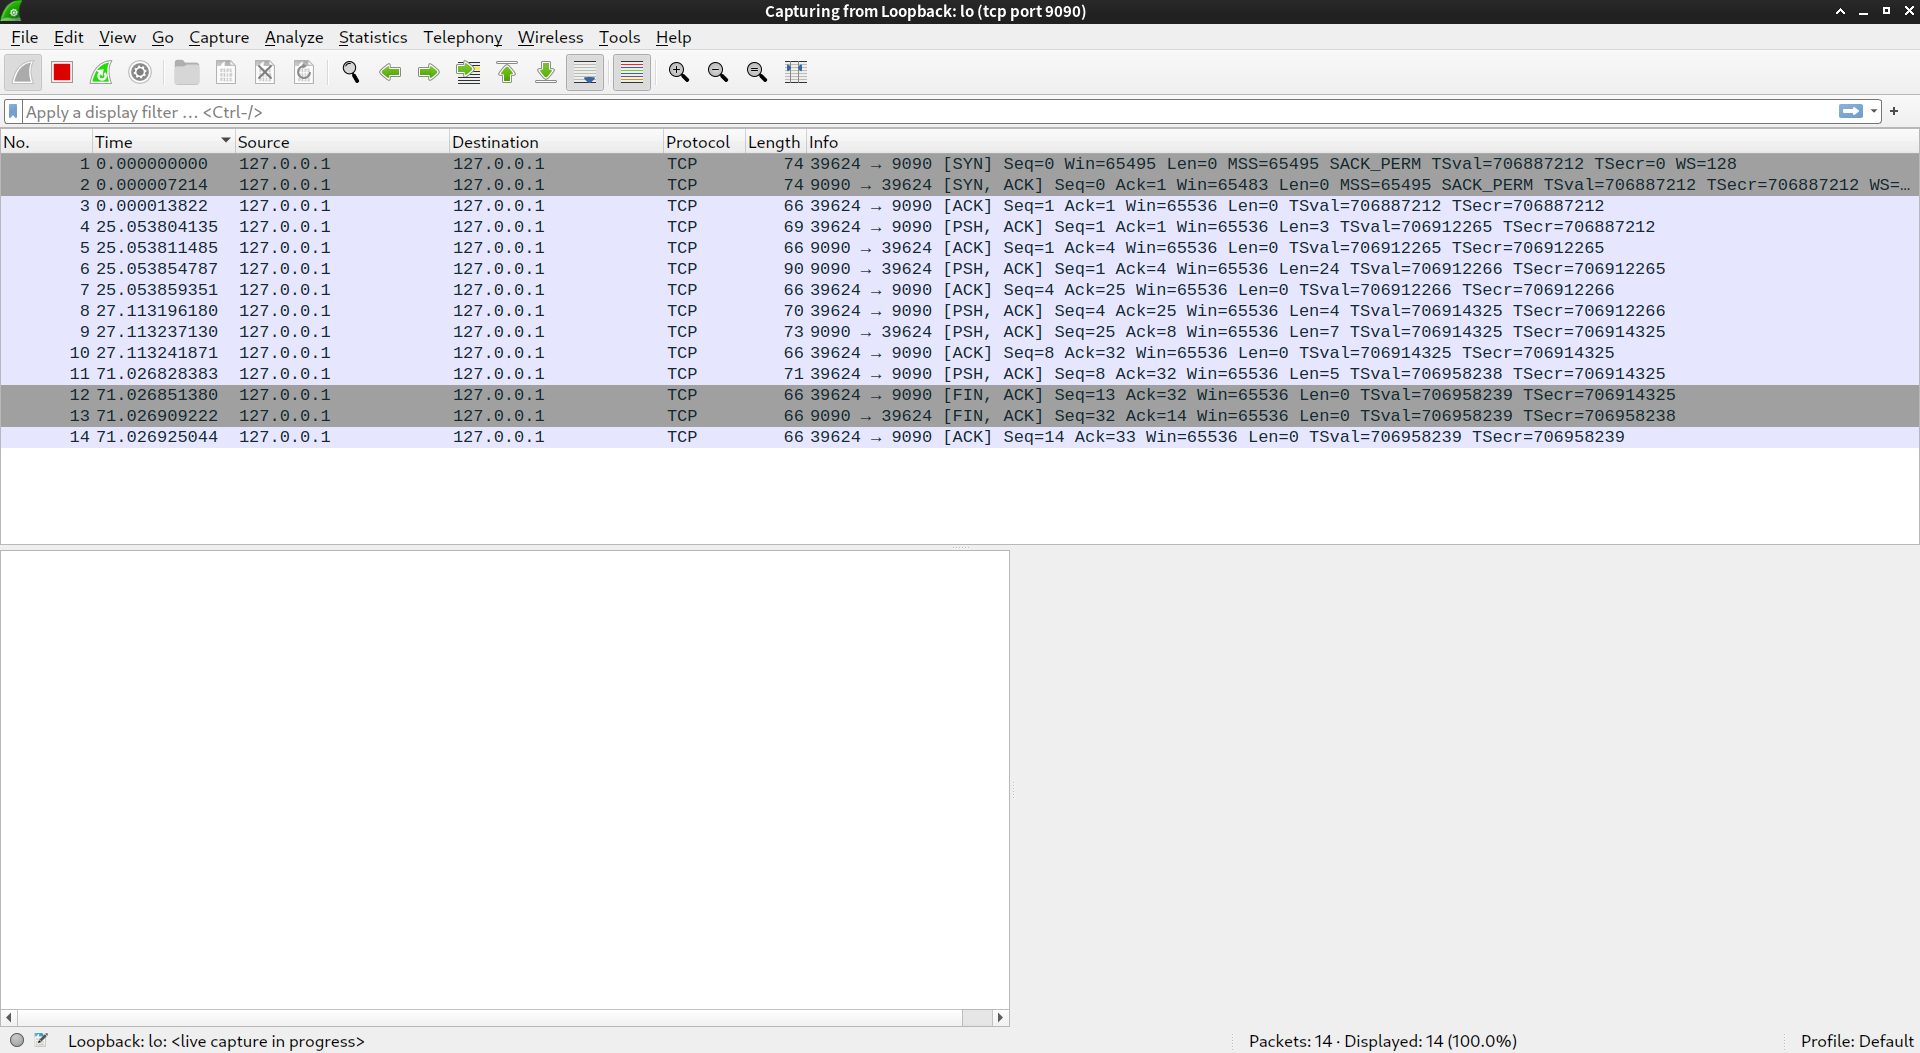 Capturing from Loopback: lo (tcp port 9090)
File Edit View Go Capture Analyze Statistics Telephony Wireless Tools Help
Apply a display filter … <Ctrl-/>
No. Time Source Destination Protocol Length Info
1 0.000000000 127.0.0.1 127.0.0.1 TCP 74 39624 → 9090 [SYN] Seq=0 Win=65495 Len=0 MSS=65495 SACK_PERM TSval=706887212 TSecr=0 WS=128
2 0.000007214 127.0.0.1 127.0.0.1 TCP 74 9090 → 39624 [SYN, ACK] Seq=0 Ack=1 Win=65483 Len=0 MSS=65495 SACK_PERM TSval=706887212 TSecr=706887212 WS=…
3 0.000013822 127.0.0.1 127.0.0.1 TCP 66 39624 → 9090 [ACK] Seq=1 Ack=1 Win=65536 Len=0 TSval=706887212 TSecr=706887212
4 25.053804135 127.0.0.1 127.0.0.1 TCP 69 39624 → 9090 [PSH, ACK] Seq=1 Ack=1 Win=65536 Len=3 TSval=706912265 TSecr=706887212
5 25.053811485 127.0.0.1 127.0.0.1 TCP 66 9090 → 39624 [ACK] Seq=1 Ack=4 Win=65536 Len=0 TSval=706912265 TSecr=706912265
6 25.053854787 127.0.0.1 127.0.0.1 TCP 90 9090 → 39624 [PSH, ACK] Seq=1 Ack=4 Win=65536 Len=24 TSval=706912266 TSecr=706912265
7 25.053859351 127.0.0.1 127.0.0.1 TCP 66 39624 → 9090 [ACK] Seq=4 Ack=25 Win=65536 Len=0 TSval=706912266 TSecr=706912266
8 27.113196180 127.0.0.1 127.0.0.1 TCP 70 39624 → 9090 [PSH, ACK] Seq=4 Ack=25 Win=65536 Len=4 TSval=706914325 TSecr=706912266
9 27.113237130 127.0.0.1 127.0.0.1 TCP 73 9090 → 39624 [PSH, ACK] Seq=25 Ack=8 Win=65536 Len=7 TSval=706914325 TSecr=706914325
10 27.113241871 127.0.0.1 127.0.0.1 TCP 66 39624 → 9090 [ACK] Seq=8 Ack=32 Win=65536 Len=0 TSval=706914325 TSecr=706914325
11 71.026828383 127.0.0.1 127.0.0.1 TCP 71 39624 → 9090 [PSH, ACK] Seq=8 Ack=32 Win=65536 Len=5 TSval=706958238 TSecr=706914325
12 71.026851380 127.0.0.1 127.0.0.1 TCP 66 39624 → 9090 [FIN, ACK] Seq=13 Ack=32 Win=65536 Len=0 TSval=706958239 TSecr=706914325
13 71.026909222 127.0.0.1 127.0.0.1 TCP 66 9090 → 39624 [FIN, ACK] Seq=32 Ack=14 Win=65536 Len=0 TSval=706958239 TSecr=706958238
14 71.026925044 127.0.0.1 127.0.0.1 TCP 66 39624 → 9090 [ACK] Seq=14 Ack=33 Win=65536 Len=0 TSval=706958239 TSecr=706958239
Loopback: lo: <live capture in progress> Packets: 14 · Displayed: 14 (100.0%) Profile: Default